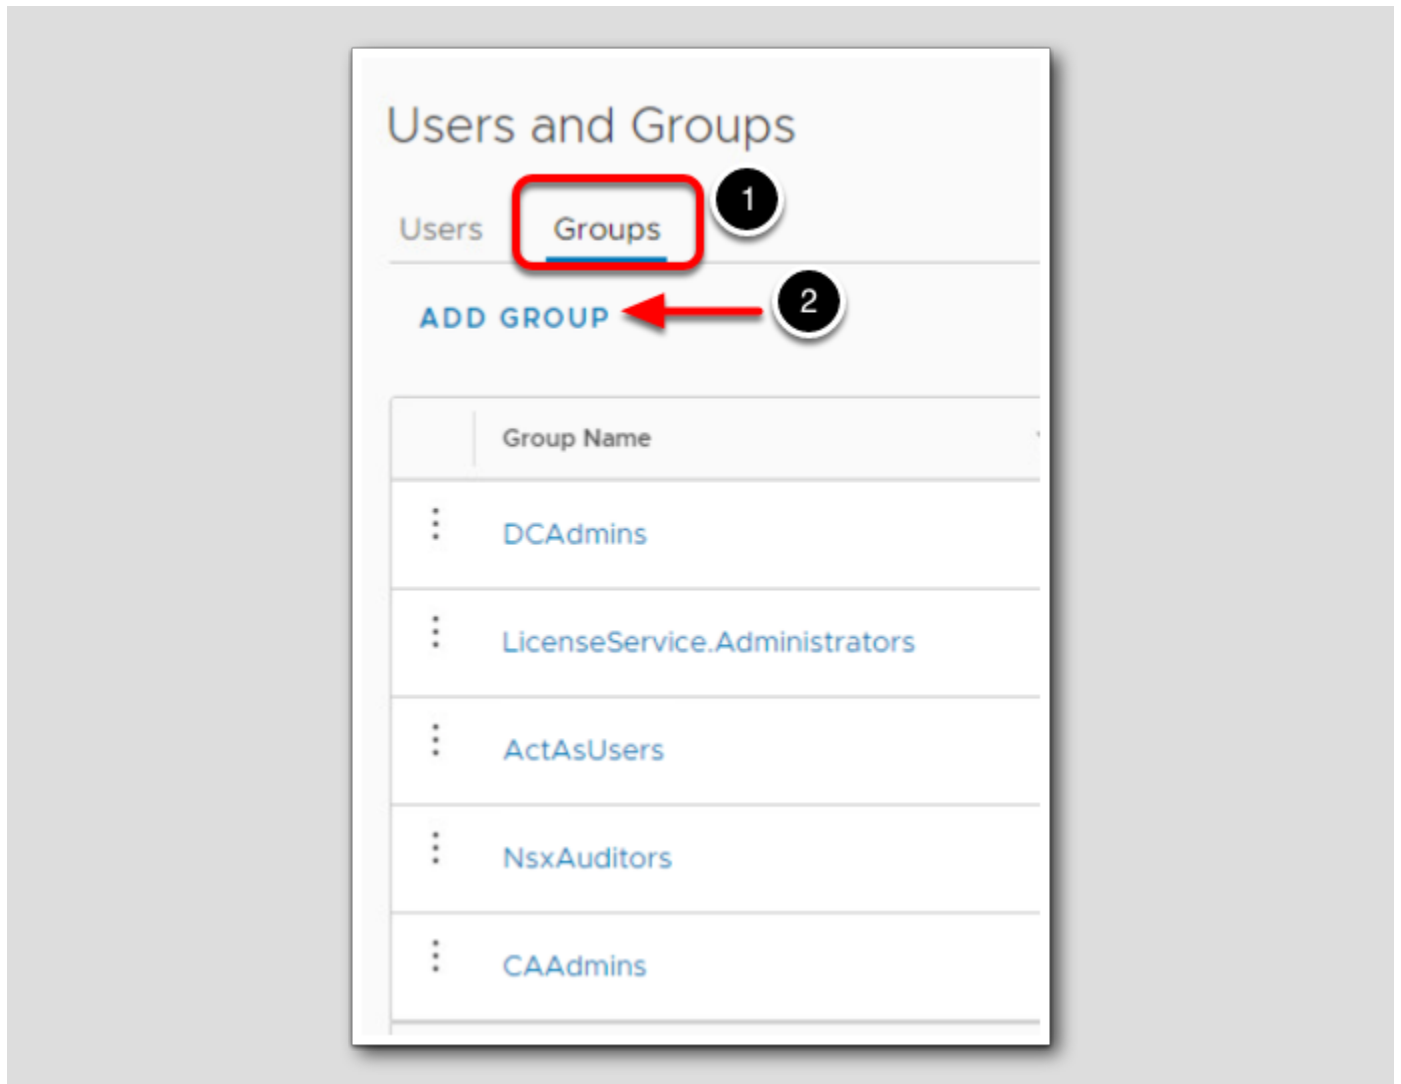 Users and Groups
Users Groups 1
ADD GROUP 2
Group Name
DCAdmins
LicenseService.Administrators
ActAsUsers
NsxAuditors
CAAdmins